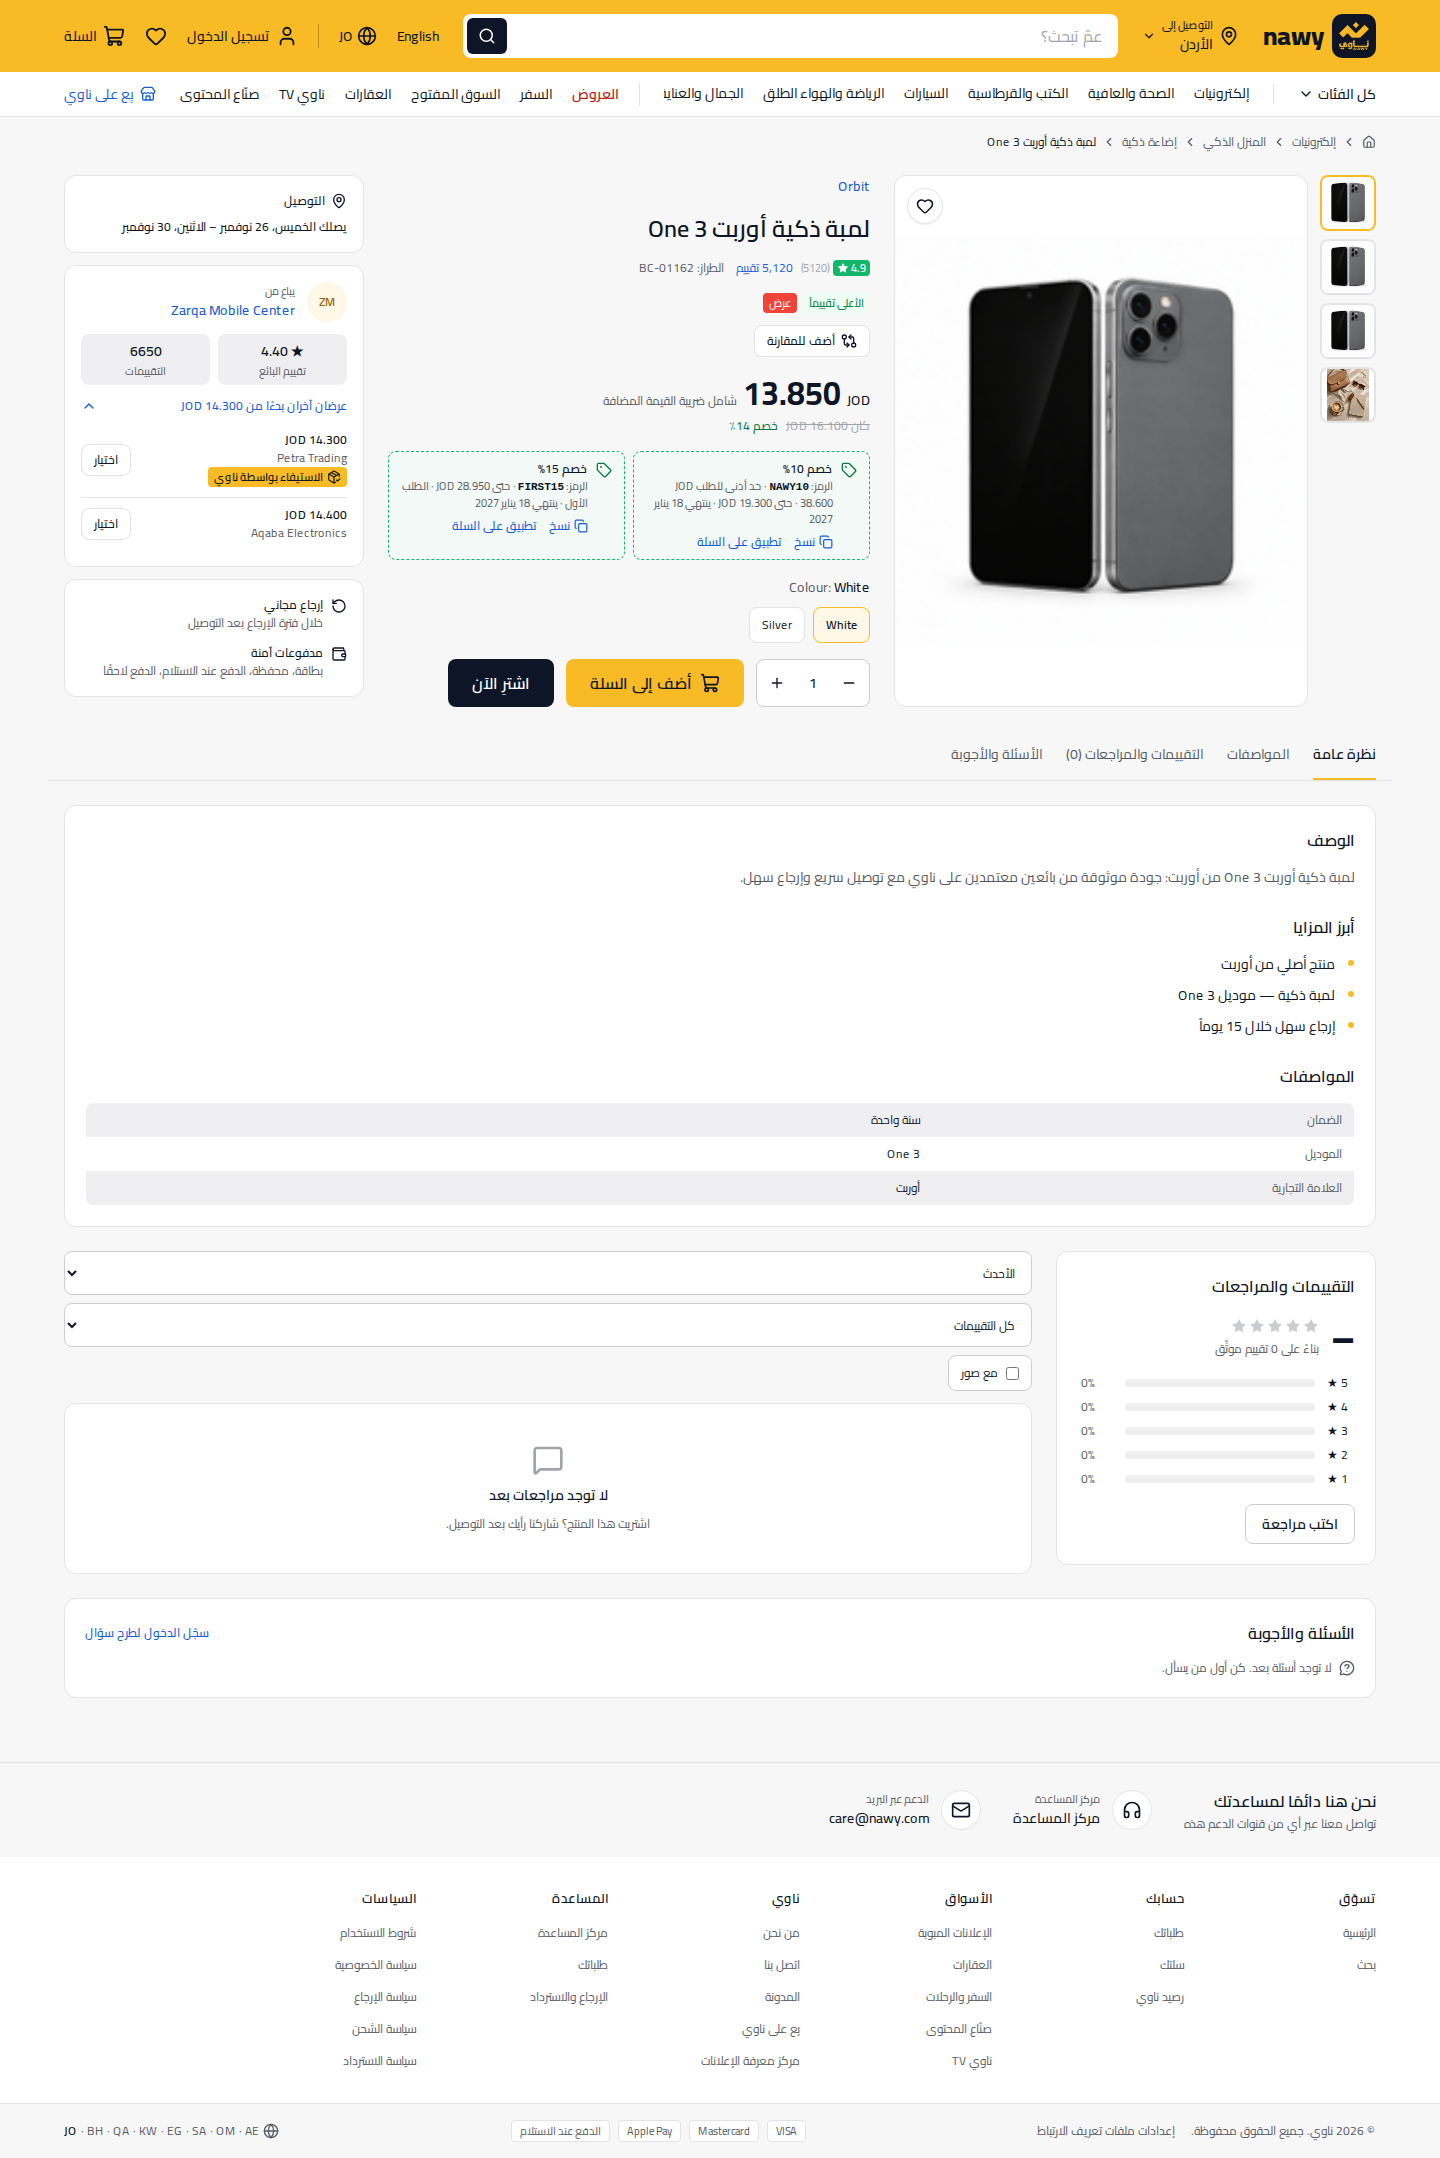 ناوي
NAWY
nawy
التوصيل إلى
الأردن
عمّ تبحث؟
English
JO
تسجيل الدخول
السلة
كل الفئات
إلكترونيات
الصحة والعافية
الكتب والقرطاسية
السيارات
الرياضة والهواء الطلق
الجمال والعناية
العروض
السفر
السوق المفتوح
العقارات
ناوي TV
صنّاع المحتوى
بِع على ناوي
إلكترونيات
المنزل الذكي
إضاءة ذكية
لمبة ذكية أوربت One 3
Orbit
لمبة ذكية أوربت One 3
4.9 ★ (5120) 5,120 تقييم الطراز: BC-01162
الأعلى تقييماً
عرض
أضف للمقارنة
JOD 13.850 شامل ضريبة القيمة المضافة
كان JOD 16.100 خصم 14٪
خصم 10%
الرمز: NAWY10 · حد أدنى للطلب JOD
38.600 · حتى JOD 19.300 · ينتهي 18 يناير
2027
نسخ
تطبيق على السلة
خصم 15%
الرمز: FIRST15 · حتى JOD 28.950 · الطلب
الأول · ينتهي 18 يناير 2027
نسخ
تطبيق على السلة
Colour: White
White
Silver
1
أضف إلى السلة
اشترِ الآن
التوصيل
يصلك الخميس، 26 نوفمبر – الاثنين، 30 نوفمبر
ZM
يباع من
Zarqa Mobile Center
★ 4.40
تقييم البائع
6650
التقييمات
عرضان آخران بدءًا من JOD 14.300
JOD 14.300
Petra Trading
الاستيفاء بواسطة ناوي
اختيار
JOD 14.400
Aqaba Electronics
اختيار
إرجاع مجاني
خلال فترة الإرجاع بعد التوصيل
مدفوعات آمنة
بطاقة، محفظة، الدفع عند الاستلام، الدفع لاحقًا
نظرة عامة
المواصفات
التقييمات والمراجعات (0)
الأسئلة والأجوبة
الوصف
لمبة ذكية أوربت One 3 من أوربت: جودة موثوقة من بائعين معتمدين على ناوي مع توصيل سريع وإرجاع سهل.
أبرز المزايا
منتج أصلي من أوربت
لمبة ذكية — موديل One 3
إرجاع سهل خلال 15 يوماً
المواصفات
الضمان سنة واحدة
الموديل One 3
العلامة التجارية أوربت
التقييمات والمراجعات
–
بناءً على 0 تقييم موثّق
5 ★ 0%
4 ★ 0%
3 ★ 0%
2 ★ 0%
1 ★ 0%
اكتب مراجعة
الأحدث
كل التقييمات
مع صور
لا توجد مراجعات بعد
اشتريت هذا المنتج؟ شاركنا رأيك بعد التوصيل.
الأسئلة والأجوبة
سجّل الدخول لطرح سؤال
لا توجد أسئلة بعد. كن أول من يسأل.
نحن هنا دائمًا لمساعدتك
تواصل معنا عبر أي من قنوات الدعم هذه
مركز المساعدة
مركز المساعدة
الدعم عبر البريد
care@nawy.com
تسوّق
الرئيسية
بحث
حسابك
طلباتك
سلتك
رصيد ناوي
الأسواق
الإعلانات المبوبة
العقارات
السفر والرحلات
صنّاع المحتوى
ناوي TV
ناوي
من نحن
اتصل بنا
المدونة
بِع على ناوي
مركز معرفة الإعلانات
المساعدة
مركز المساعدة
طلباتك
الإرجاع والاسترداد
السياسات
شروط الاستخدام
سياسة الخصوصية
سياسة الإرجاع
سياسة الشحن
سياسة الاسترداد
© 2026 ناوي. جميع الحقوق محفوظة.
إعدادات ملفات تعريف الارتباط
VISA
Mastercard
Apple Pay
الدفع عند الاستلام
JO · BH · QA · KW · EG · SA · OM · AE